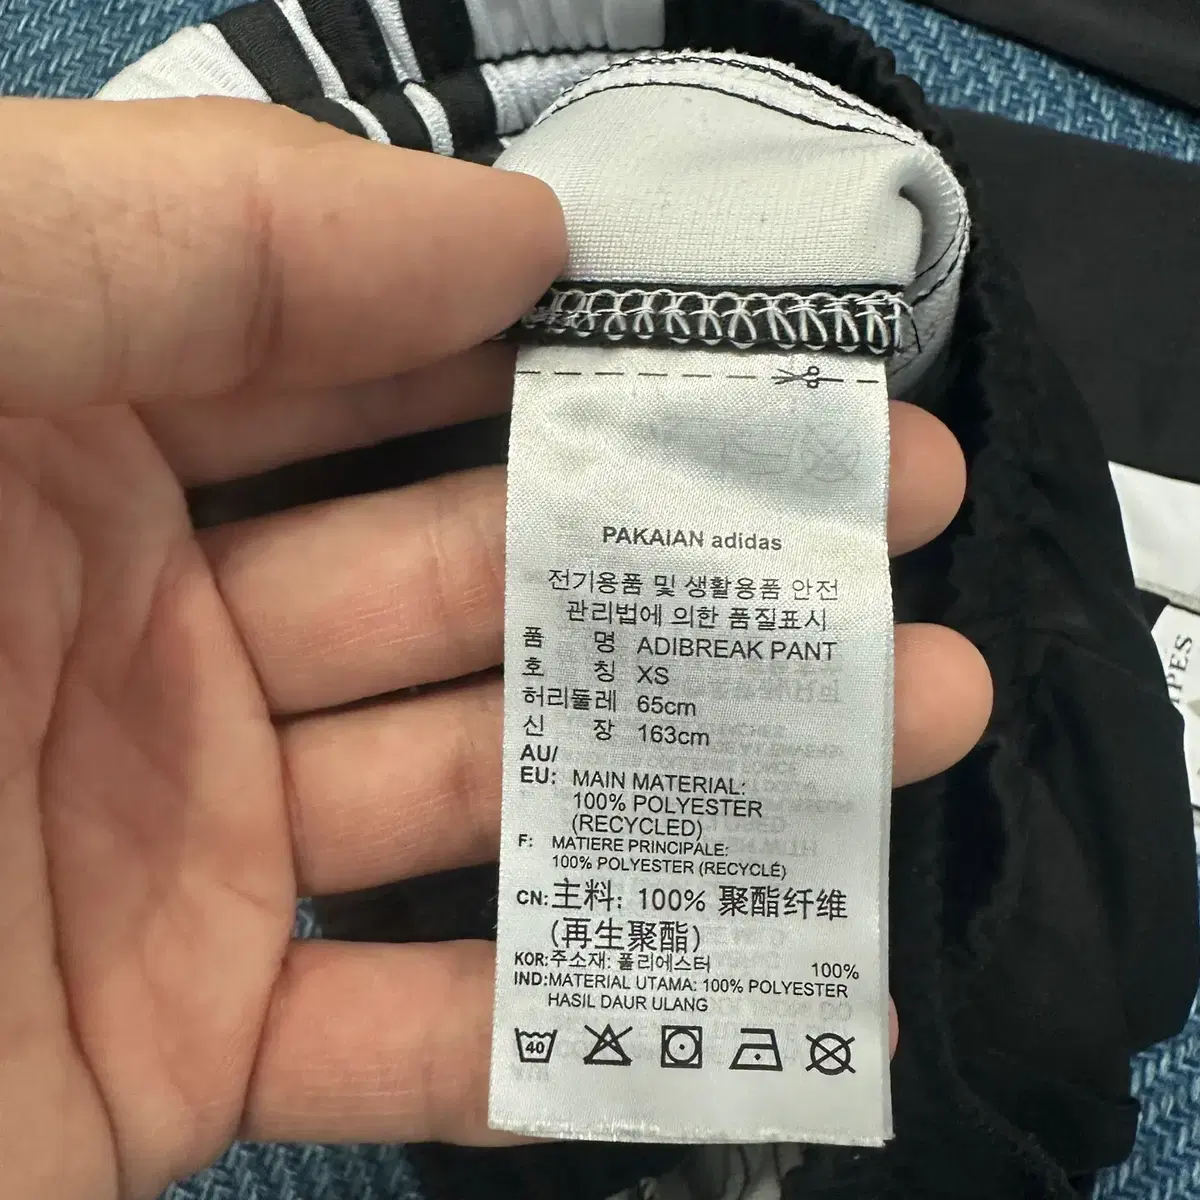 PAKAIAN adidas
전기용품 및 생활용품 안전
관리법에 의한 품질표시
품 명 ADIBREAK PANT
호 칭 XS
허리둘레 65cm
신 장 163cm
AU/
EU: MAIN MATERIAL:
100% POLYESTER
(RECYCLED)
F: MATIERE PRINCIPALE:
100% POLYESTER (RECYCLÉ)
CN: 主料: 100% 聚酯纤维
(再生聚酯)
KOR: 주소재: 폴리에스터 100%
IND: MATERIAL UTAMA: 100% POLYESTER
HASIL DAUR ULANG
40